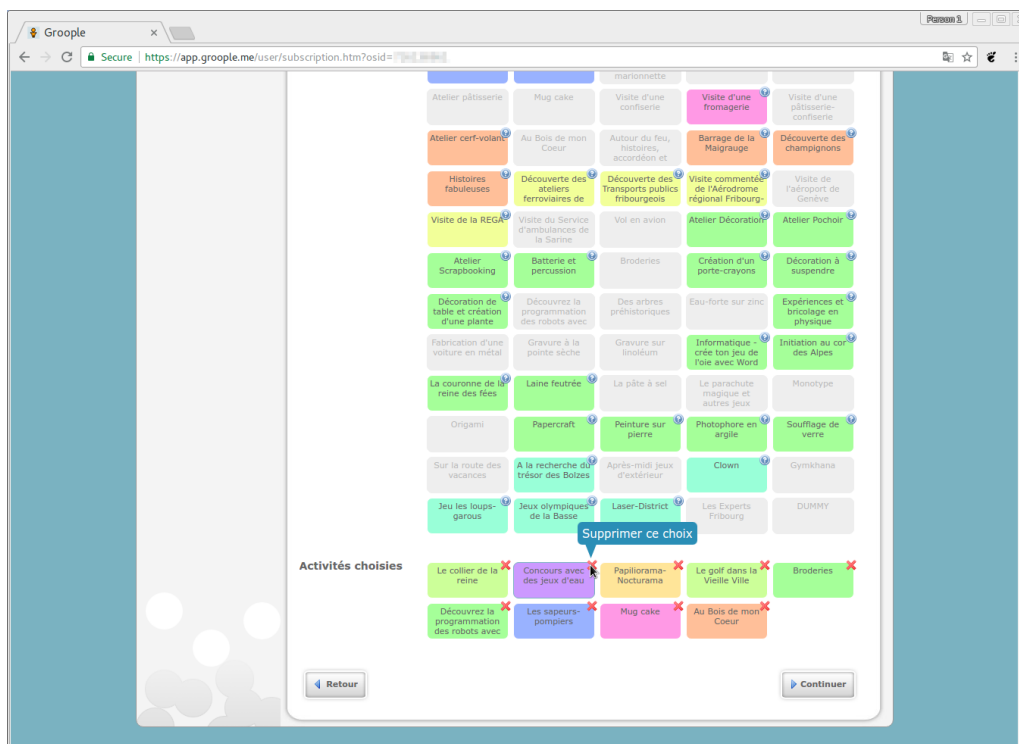 Person 1
Groople
Secure | https://app.groople.me/user/subscription.htm?osid=
marionnette
Atelier pâtisserie
Mug cake
Visite d'une
confiserie
Visite d'une
fromagerie
Visite d'une
pâtisserie-
confiserie
Atelier cerf-volant
Au Bois de mon
Coeur
Autour du feu,
histoires,
accordéon et
Barrage de la
Maigrauge
Découverte des
champignons
Histoires
fabuleuses
Découverte des
ateliers
ferroviaires de
Découverte des
Transports publics
fribourgeois
Visite commentée
de l'Aérodrome
régional Fribourg-
Visite de
l'aéroport de
Genève
Visite de la REGA
Visite du Service
d'ambulances de
la Sarine
Vol en avion
Atelier Décoration
Atelier Pochoir
Atelier
Scrapbooking
Batterie et
percussion
Broderies
Création d'un
porte-crayons
Décoration à
suspendre
Décoration de
table et création
d'une plante
Découvrez la
programmation
des robots avec
Des arbres
préhistoriques
Eau-forte sur zinc
Expériences et
bricolage en
physique
Fabrication d'une
voiture en métal
Gravure à la
pointe sèche
Gravure sur
linoléum
Informatique -
crée ton jeu de
l'oie avec Word
Initiation au cor
des Alpes
La couronne de la
reine des fées
Laine feutrée
La pâte à sel
Le parachute
magique et
autres jeux
Monotype
Origami
Papercraft
Peinture sur
pierre
Photophore en
argile
Soufflage de
verre
Sur la route des
vacances
A la recherche du
trésor des Bolzes
Après-midi jeux
d'extérieur
Clown
Gymkhana
Jeu les loups-
garous
Jeux olympiques
de la Basse
Laser-District
Les Experts
Fribourg
DUMMY
Supprimer ce choix
Activités choisies
Le collier de la
reine
Concours avec
des jeux d'eau
Papiliorama-
Nocturama
Le golf dans la
Vieille Ville
Broderies
Découvrez la
programmation
des robots avec
Les sapeurs-
pompiers
Mug cake
Au Bois de mon
Coeur
Retour
Continuer